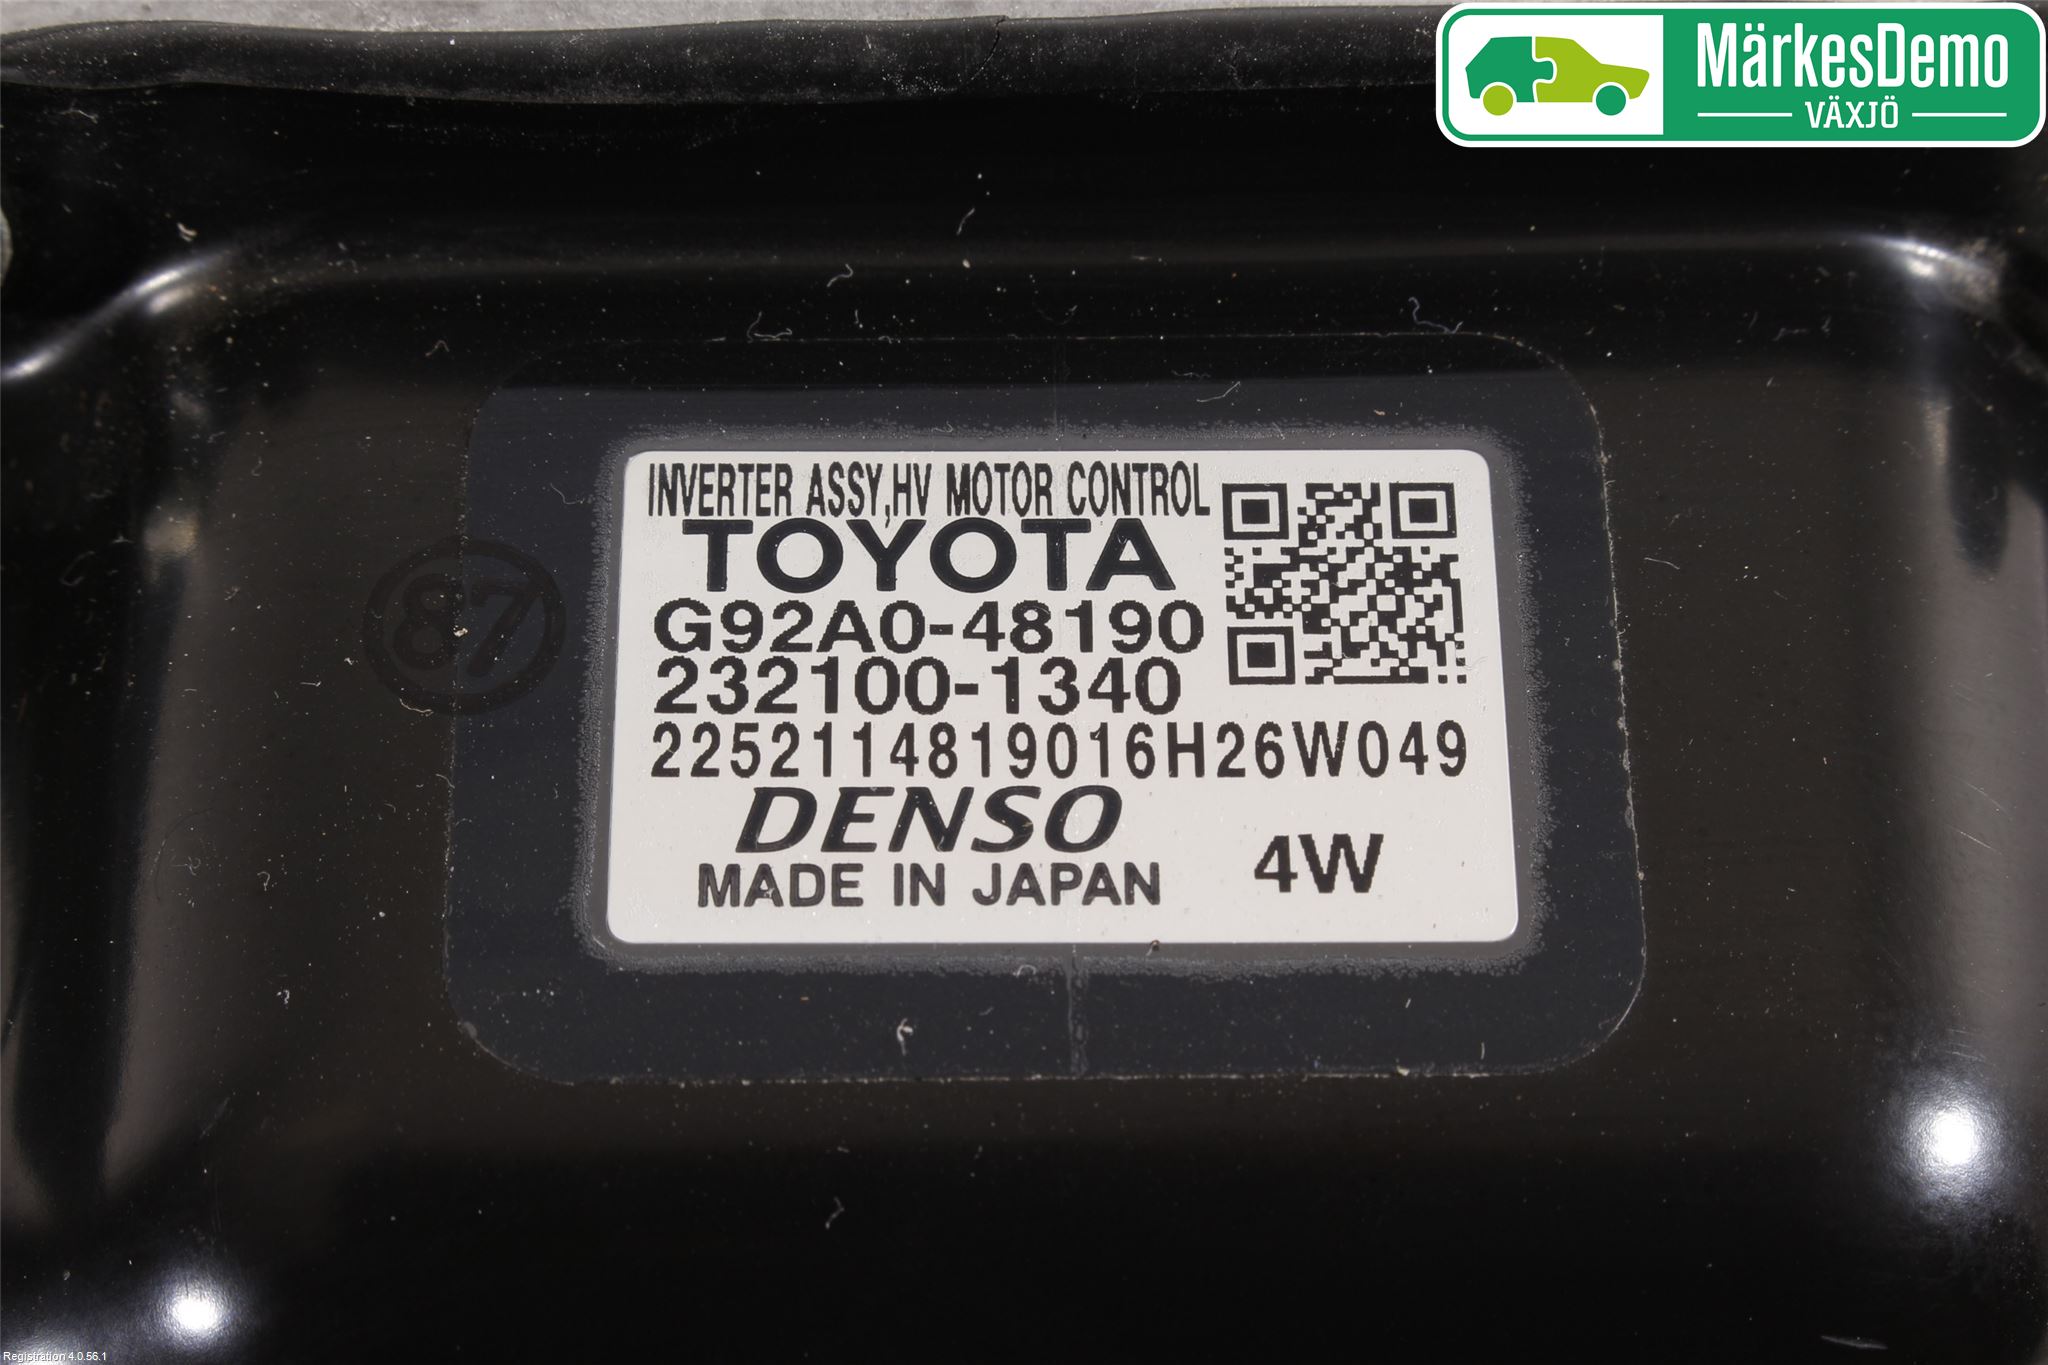 MärkesDemo
VÄXJÖ
INVERTER ASSY,HV MOTOR CONTROL
TOYOTA
G92A0-48190
232100-1340
2252114819016H26W049
DENSO
MADE IN JAPAN
4W
87
Registration 4.0.56.1